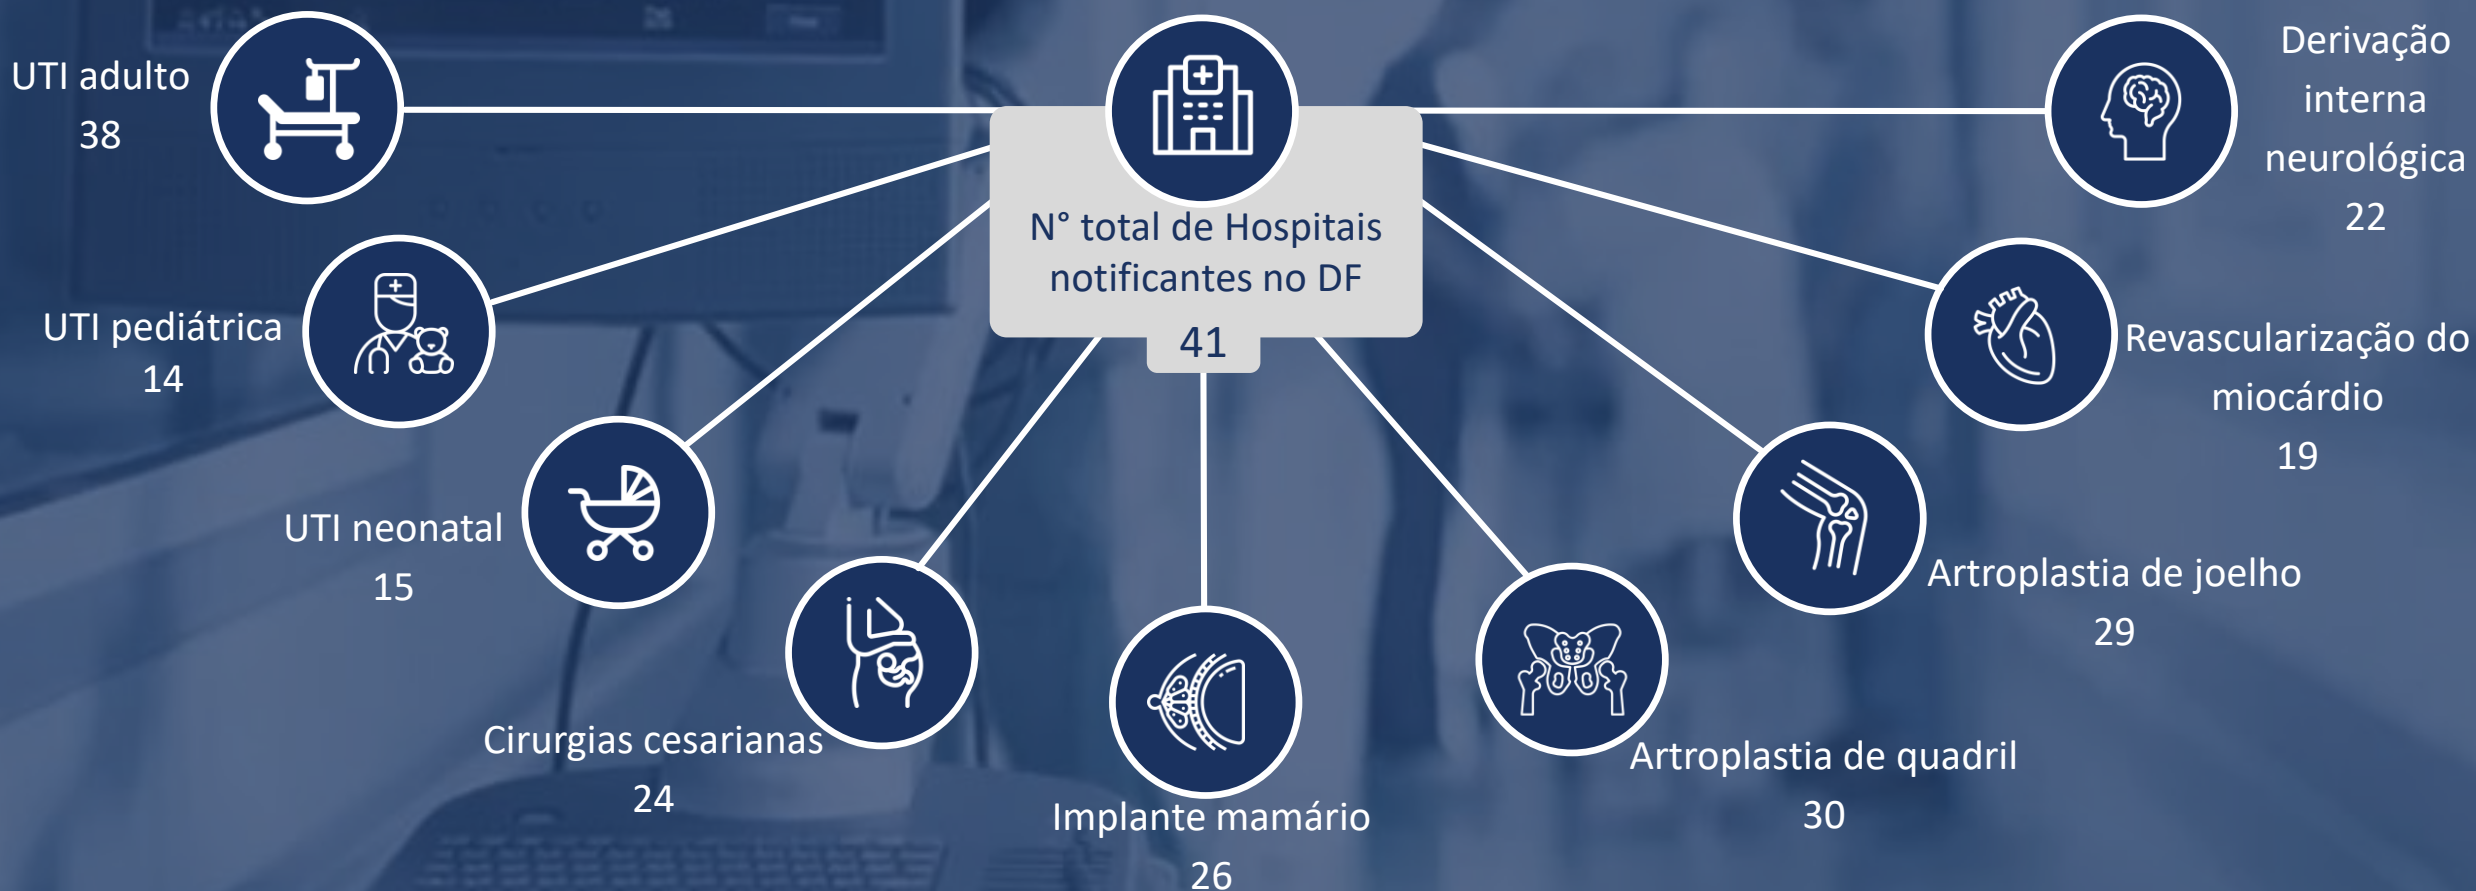 UTI adulto
38
UTI pediátrica
14
UTI neonatal
15
Cirurgias cesarianas
24
N° total de Hospitais
notificantes no DF
41
Implante mamário
26
Artroplastia de quadril
30
Artroplastia de joelho
29
Revascularização do
miocárdio
19
Derivação
interna
neurológica
22